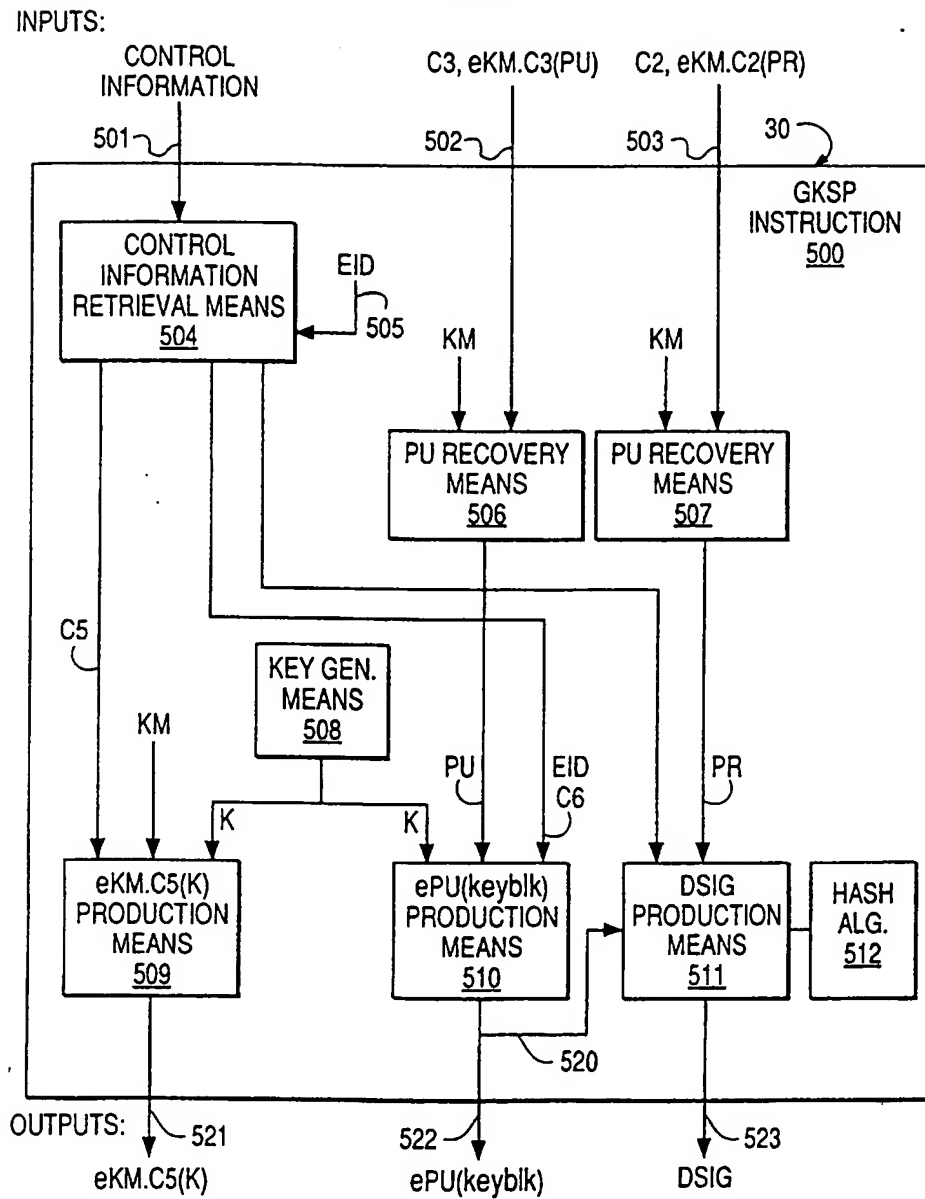 INPUTS:
CONTROL
INFORMATION
C3, eKM.C3(PU)
C2, eKM.C2(PR)
501
502
503
30
GKSP
INSTRUCTION
500
CONTROL
INFORMATION
RETRIEVAL MEANS
504
EID
505
KM
KM
PU RECOVERY
MEANS
506
PU RECOVERY
MEANS
507
C5
KEY GEN.
MEANS
508
KM
K
K
PU
EID
C6
PR
eKM.C5(K)
PRODUCTION
MEANS
509
ePU(keyblk)
PRODUCTION
MEANS
510
DSIG
PRODUCTION
MEANS
511
HASH
ALG.
512
520
OUTPUTS:
521
522
523
eKM.C5(K)
ePU(keyblk)
DSIG